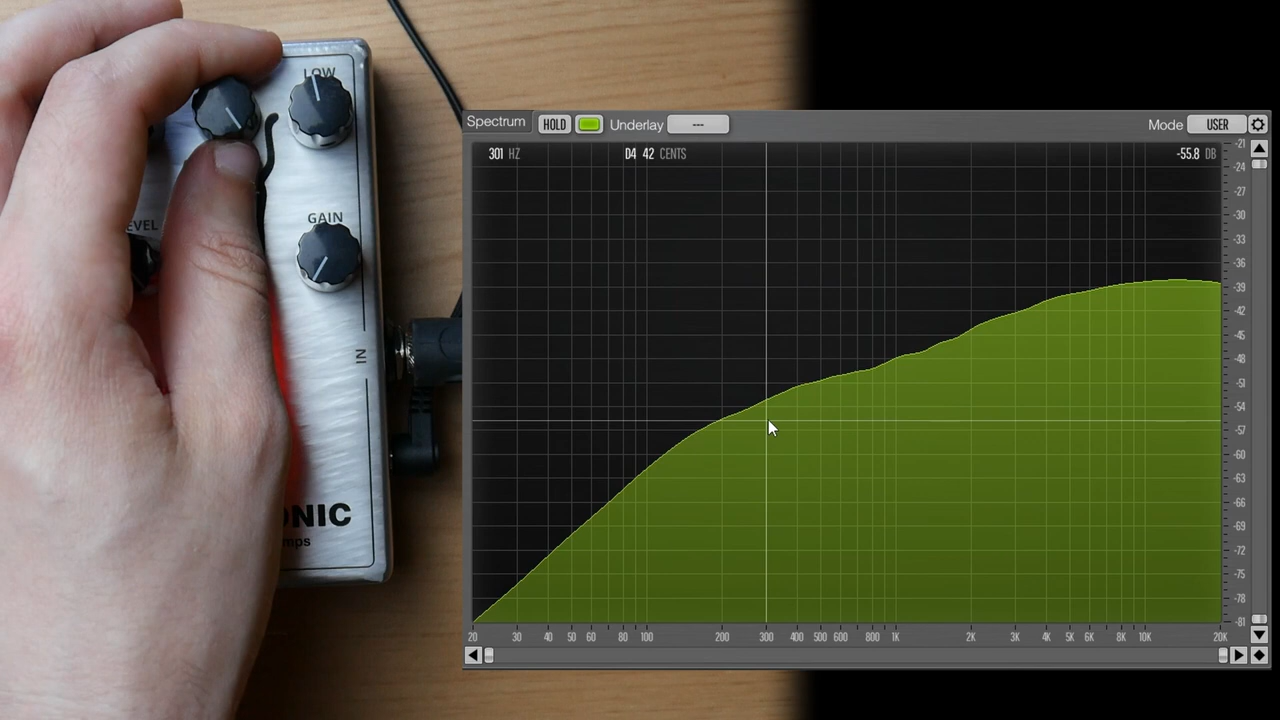 LOW
EVEL
GAIN
IN
ONIC
mps
Spectrum
HOLD
Underlay
---
Mode
USER
301 HZ
D4 42 CENTS
-55.8 DB
-21
-24
-27
-30
-33
-36
-39
-42
-45
-48
-51
-54
-57
-60
-63
-66
-69
-72
-75
-78
-81
20 30 40 50 60 80 100 200 300 400 500 600 800 1K 2K 3K 4K 5K 6K 8K 10K 20K